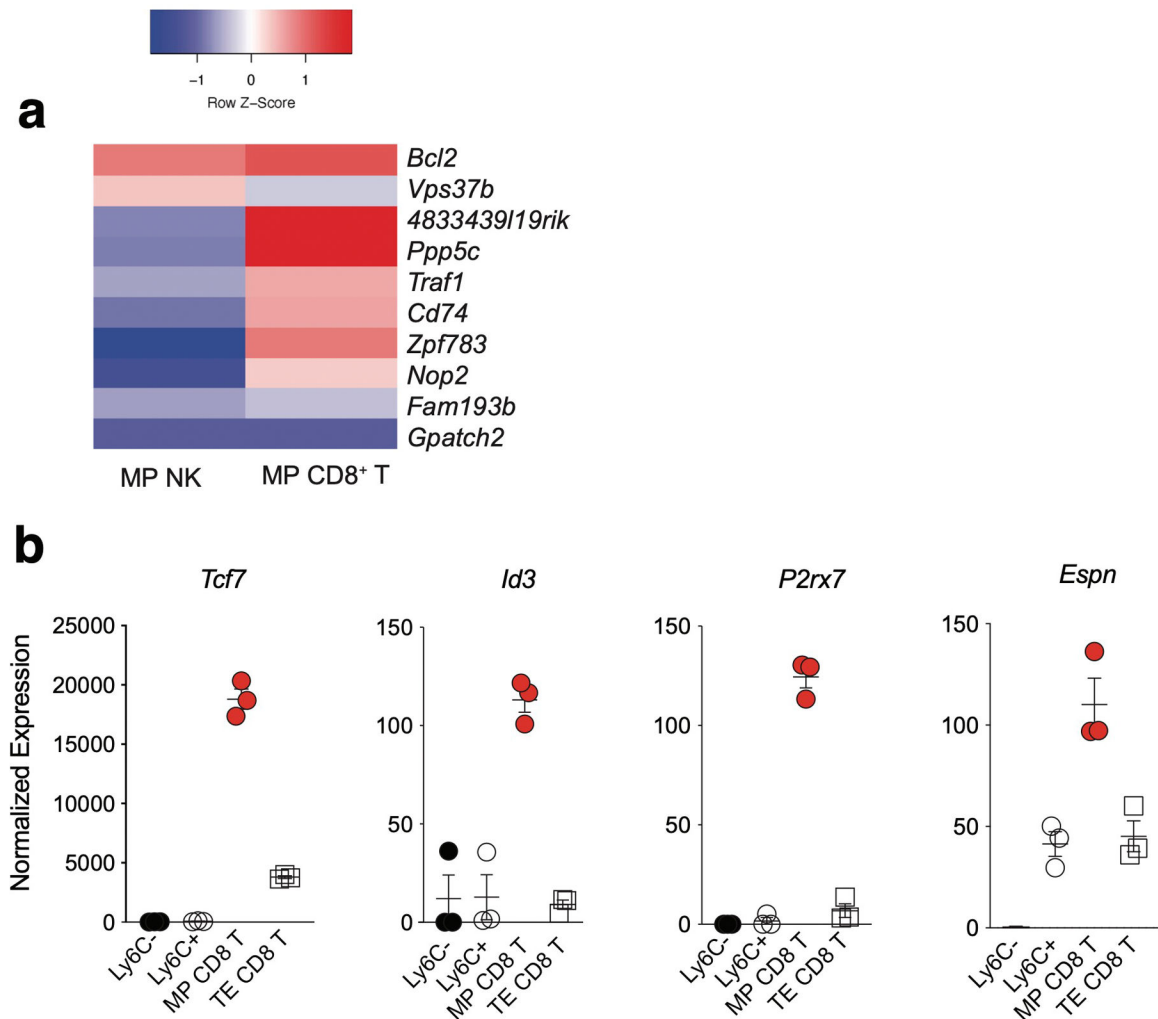 −1 0 1
Row Z−Score
a
Bcl2
Vps37b
4833439I19rik
Ppp5c
Traf1
Cd74
Zpf783
Nop2
Fam193b
Gpatch2
MP NK MP CD8⁺ T
b
Tcf7 Id3 P2rx7 Espn
Normalized Expression
25000
20000
15000
10000
5000
0
Ly6C-
Ly6C+
MP CD8 T
TE CD8 T
150
100
50
0
Ly6C-
Ly6C+
MP CD8 T
TE CD8 T
150
100
50
0
Ly6C-
Ly6C+
MP CD8 T
TE CD8 T
150
100
50
0
Ly6C-
Ly6C+
MP CD8 T
TE CD8 T